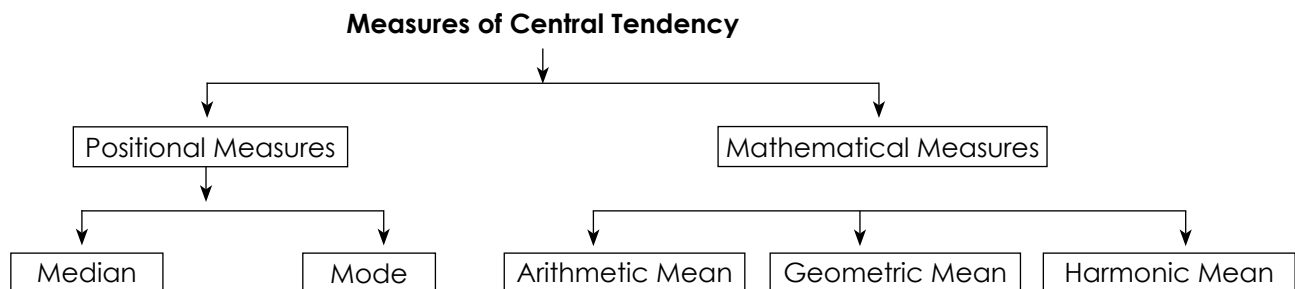 Measures of Central Tendency
Positional Measures
Mathematical Measures
Median
Mode
Arithmetic Mean
Geometric Mean
Harmonic Mean